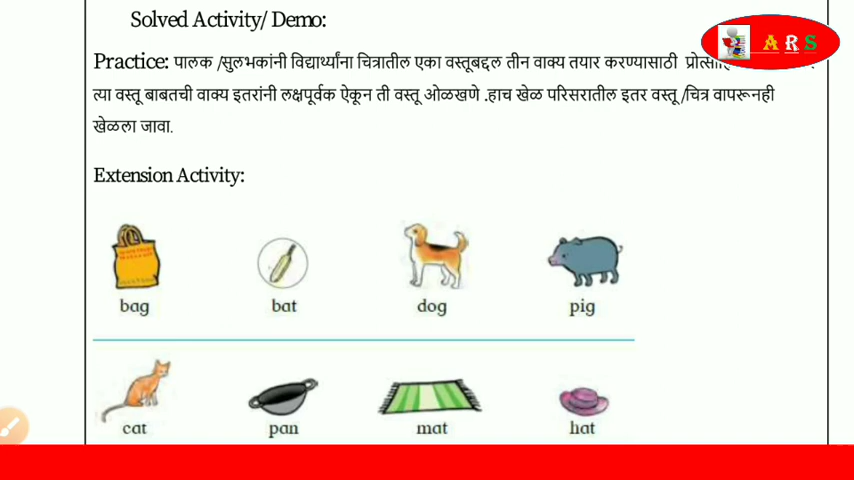 Solved Activity/ Demo:
ARS
Practice: पालक /सुलभकांनी विद्यार्थ्यांना चित्रातील एका वस्तूबद्दल तीन वाक्य तयार करण्यासाठी
त्या वस्तू बाबतची वाक्य इतरांनी लक्षपूर्वक ऐकून ती वस्तू ओळखणे .हाच खेळ परिसरातील इतर वस्तू /चित्र वापरूनही
खेळला जावा.
Extension Activity:
bag bat dog pig
cat pan mat hat